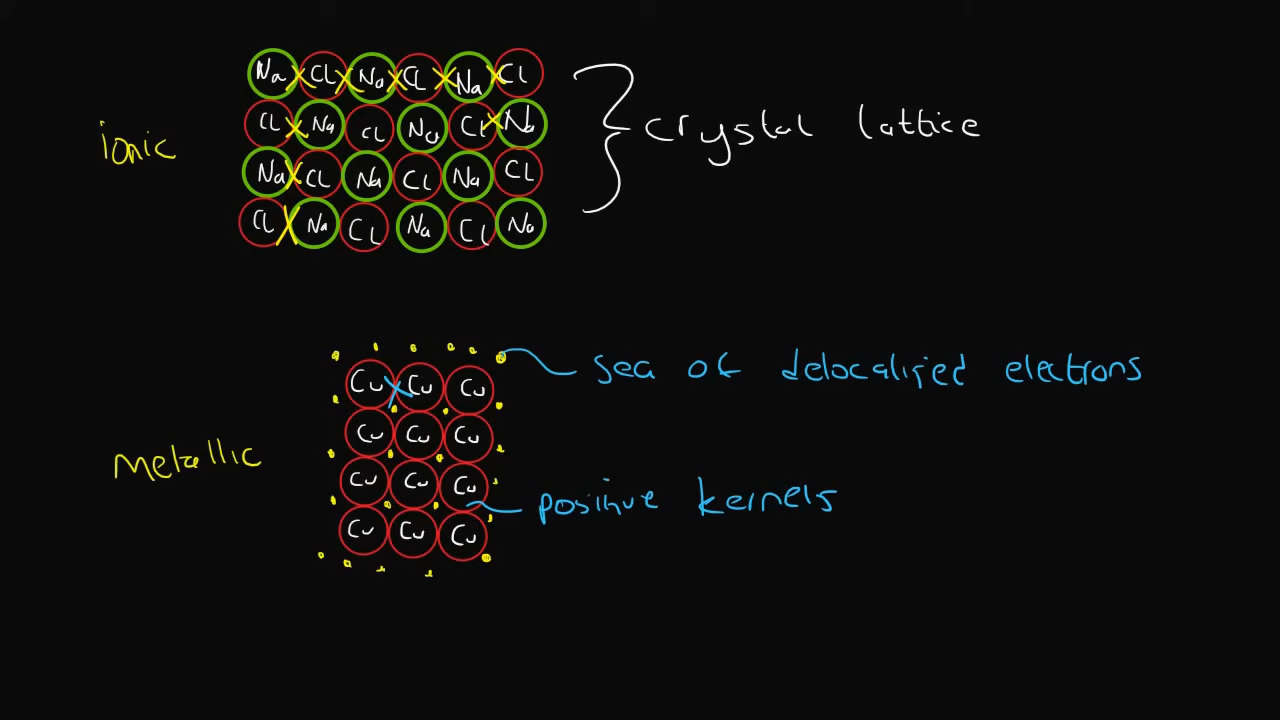 Na Cl Na Cl Na Cl
Cl Na Cl Na Cl Na
Na Cl Na Cl Na Cl
Cl Na Cl Na Cl Na
ionic
crystal lattice
Cu Cu Cu
Cu Cu Cu
Cu Cu Cu
Cu Cu Cu
metallic
sea of delocalised electrons
positive kernels